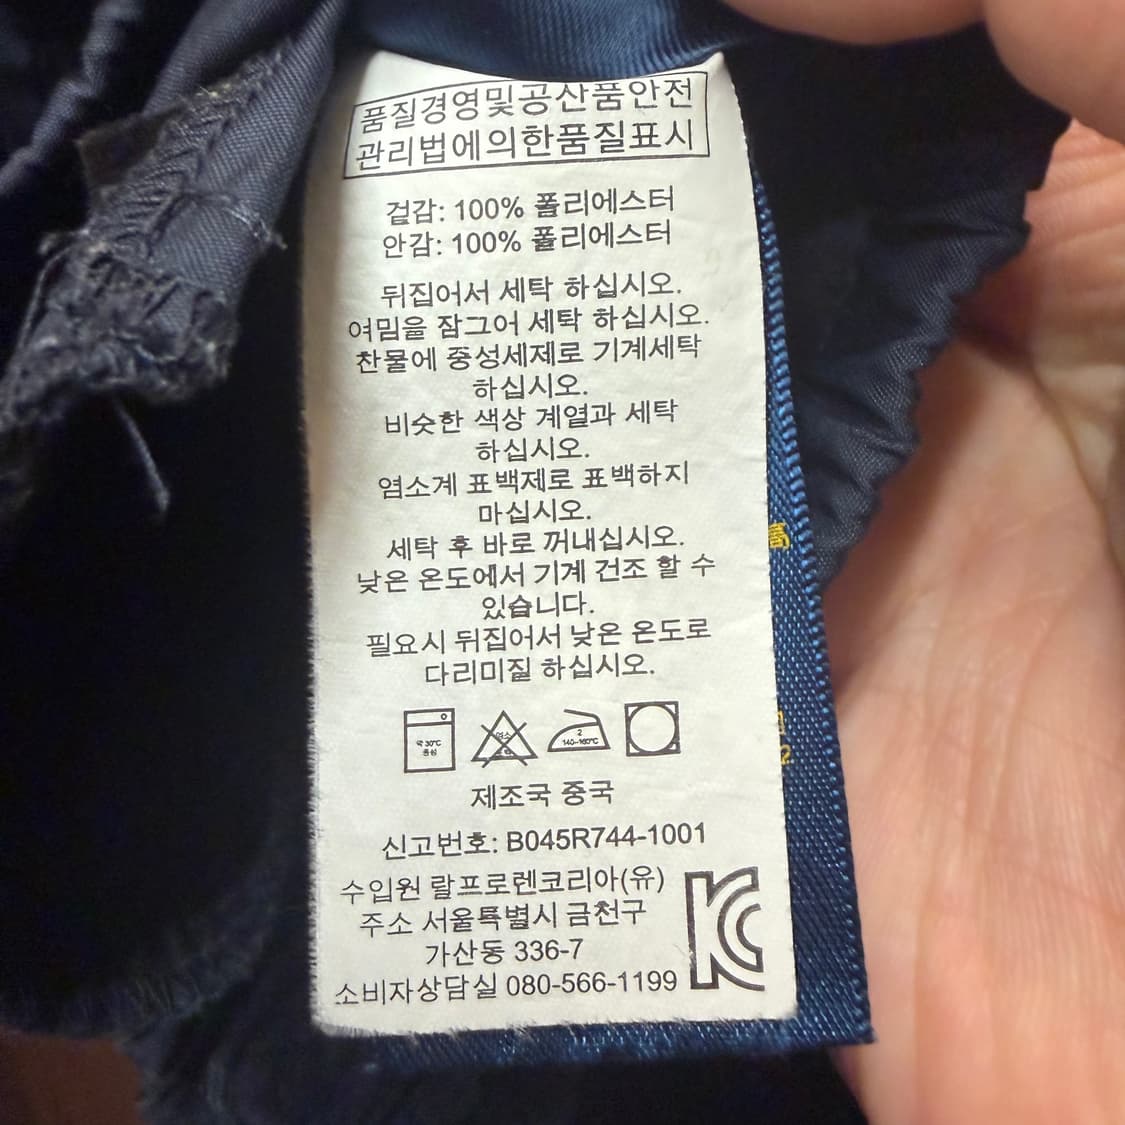 품질경영및공산품안전
관리법에의한품질표시
겉감: 100% 폴리에스터
안감: 100% 폴리에스터
뒤집어서 세탁 하십시오.
여밈을 잠그어 세탁 하십시오.
찬물에 중성세제로 기계세탁
하십시오.
비슷한 색상 계열과 세탁
하십시오.
염소계 표백제로 표백하지
마십시오.
세탁 후 바로 꺼내십시오.
낮은 온도에서 기계 건조 할 수
있습니다.
필요시 뒤집어서 낮은 온도로
다리미질 하십시오.
약 30℃
중성
염소
2
140~160℃
제조국 중국
신고번호: B045R744-1001
수입원 랄프로렌코리아(유)
주소 서울특별시 금천구
가산동 336-7
소비자상담실 080-566-1199